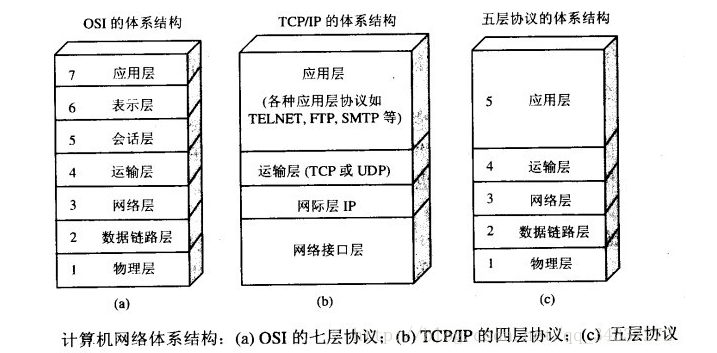 OSI 的体系结构
7 应用层
6 表示层
5 会话层
4 运输层
3 网络层
2 数据链路层
1 物理层
(a)
TCP/IP 的体系结构
应用层
(各种应用层协议如
TELNET, FTP, SMTP 等)
运输层 (TCP 或 UDP)
网际层 IP
网络接口层
(b)
五层协议的体系结构
5 应用层
4 运输层
3 网络层
2 数据链路层
1 物理层
(c)
计算机网络体系结构：(a) OSI 的七层协议；(b) TCP/IP 的四层协议；(c) 五层协议